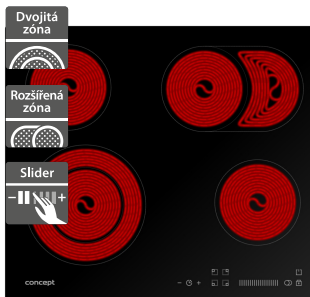 Dvojitá
zóna
Rozšířená
zóna
Slider
concept